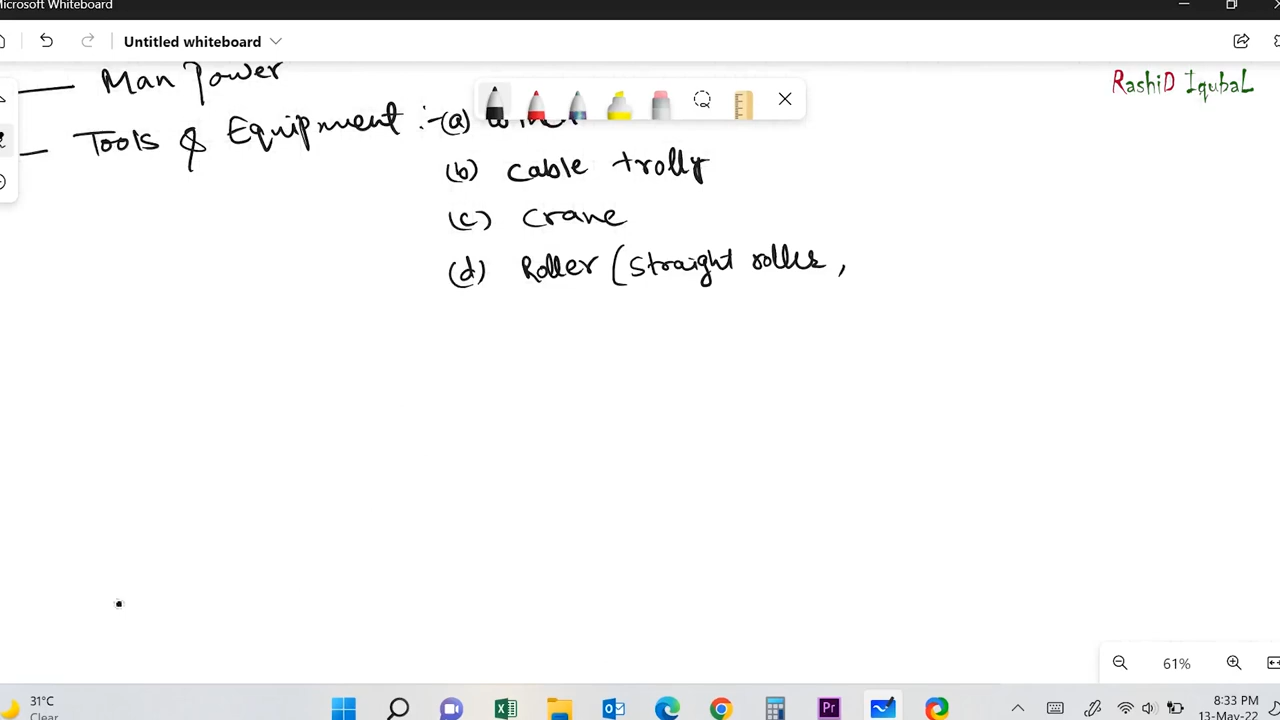 Microsoft Whiteboard
Untitled whiteboard
Man Power
RashiD IqubaL
Tools & Equipment :- (a)
(b) Cable trolly
(c) Crane
(d) Roller (straight roller,
61%
31°C
Clear
8:33 PM
13-May-22